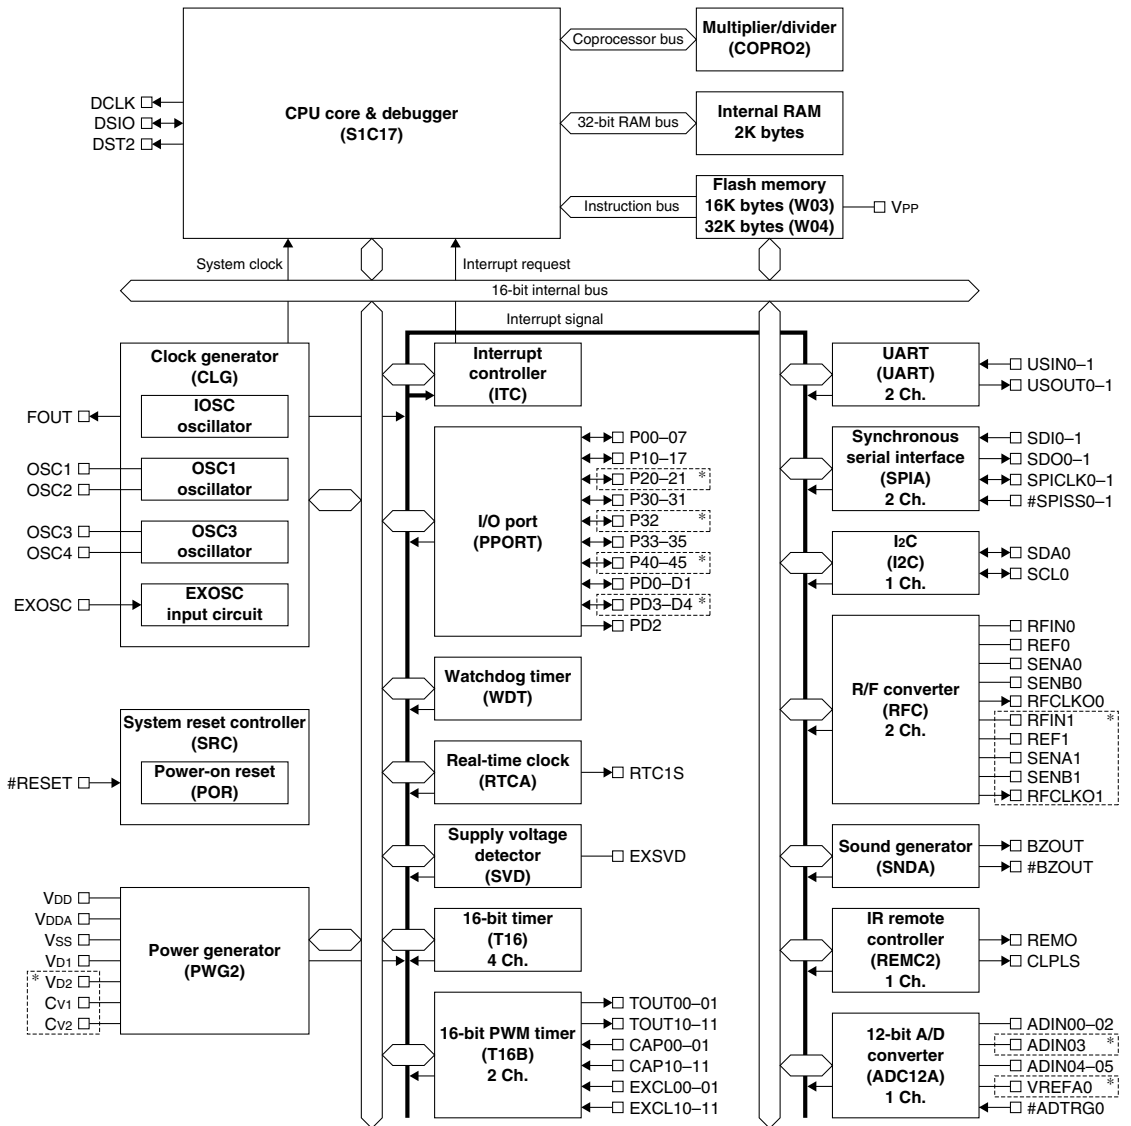 Multiplier/divider
(COPRO2)
Coprocessor bus
DCLK
DSIO
DST2
CPU core & debugger
(S1C17)
32-bit RAM bus
Internal RAM
2K bytes
Instruction bus
Flash memory
16K bytes (W03)
32K bytes (W04)
VPP
System clock
Interrupt request
16-bit internal bus
Interrupt signal
Clock generator
(CLG)
IOSC
oscillator
OSC1
oscillator
OSC3
oscillator
EXOSC
input circuit
FOUT
OSC1
OSC2
OSC3
OSC4
EXOSC
System reset controller
(SRC)
Power-on reset
(POR)
#RESET
Power generator
(PWG2)
VDD
VDDA
VSS
VD1
* VD2
CV1
CV2
Interrupt
controller
(ITC)
I/O port
(PPORT)
P00–07
P10–17
P20–21 *
P30–31
P32 *
P33–35
P40–45 *
PD0–D1
PD3–D4 *
PD2
Watchdog timer
(WDT)
Real-time clock
(RTCA)
RTC1S
Supply voltage
detector
(SVD)
EXSVD
16-bit timer
(T16)
4 Ch.
16-bit PWM timer
(T16B)
2 Ch.
TOUT00–01
TOUT10–11
CAP00–01
CAP10–11
EXCL00–01
EXCL10–11
UART
(UART)
2 Ch.
USIN0–1
USOUT0–1
Synchronous
serial interface
(SPIA)
2 Ch.
SDI0–1
SDO0–1
SPICLK0–1
#SPISS0–1
I2C
(I2C)
1 Ch.
SDA0
SCL0
R/F converter
(RFC)
2 Ch.
RFIN0
REF0
SENA0
SENB0
RFCLKO0
RFIN1 *
REF1
SENA1
SENB1
RFCLKO1
Sound generator
(SNDA)
BZOUT
#BZOUT
IR remote
controller
(REMC2)
1 Ch.
REMO
CLPLS
12-bit A/D
converter
(ADC12A)
1 Ch.
ADIN00–02
ADIN03 *
ADIN04–05
VREFA0 *
#ADTRG0